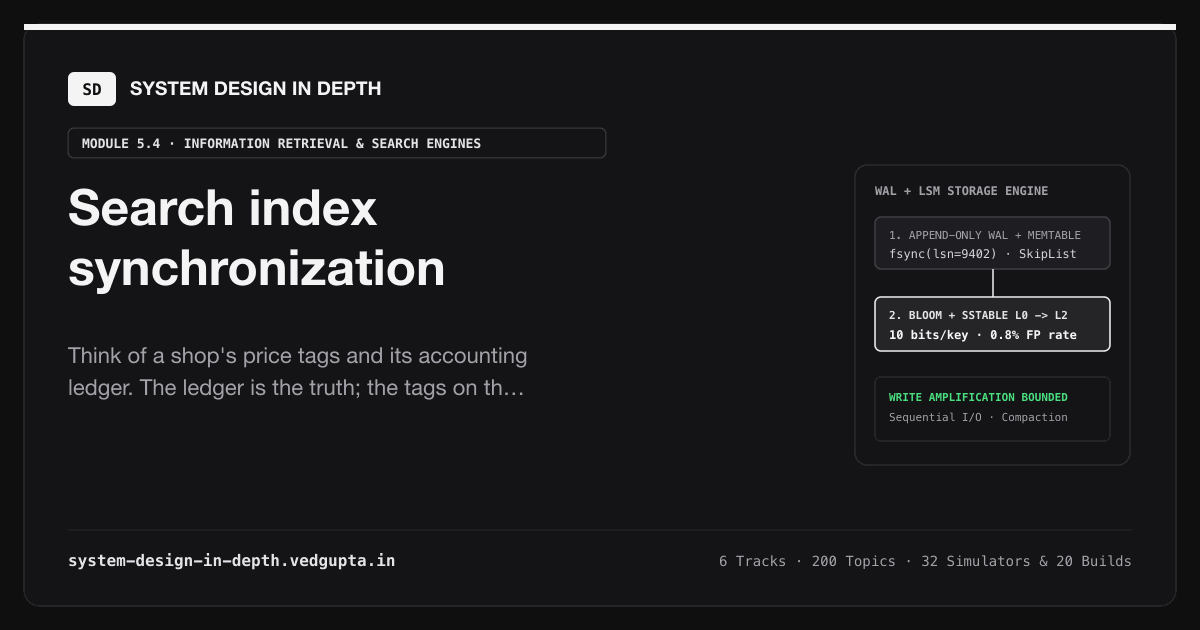 SD SYSTEM DESIGN IN DEPTH
MODULE 5.4 · INFORMATION RETRIEVAL & SEARCH ENGINES
Search index
synchronization
Think of a shop's price tags and its accounting
ledger. The ledger is the truth; the tags on th…
WAL + LSM STORAGE ENGINE
1. APPEND-ONLY WAL + MEMTABLE
fsync(lsn=9402) · SkipList
2. BLOOM + SSTABLE L0 -> L2
10 bits/key · 0.8% FP rate
WRITE AMPLIFICATION BOUNDED
Sequential I/O · Compaction
system-design-in-depth.vedgupta.in
6 Tracks · 200 Topics · 32 Simulators & 20 Builds